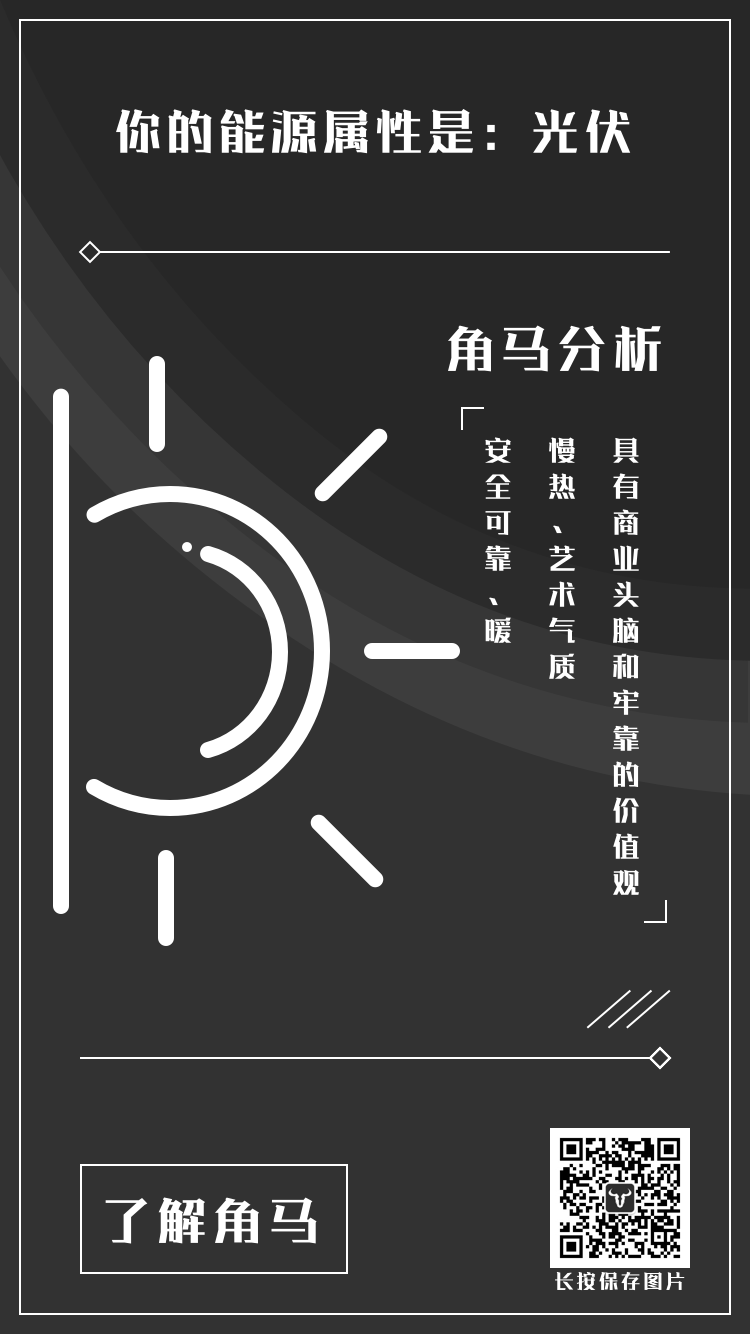 你的能源属性是：光伏
角马分析
具有商业头脑和牢靠的价值观
慢热、艺术气质
安全可靠、暖
了解角马
长按保存图片